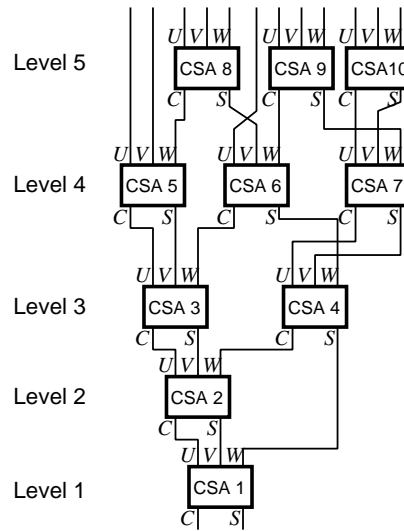 U V W U V W U V W
Level 5 CSA 8 CSA 9 CSA10
C S C S C S
U V W U V W U V W
Level 4 CSA 5 CSA 6 CSA 7
C S C S C S
U V W U V W
Level 3 CSA 3 CSA 4
C S C S
U V W
Level 2 CSA 2
C S
U V W
Level 1 CSA 1
C S